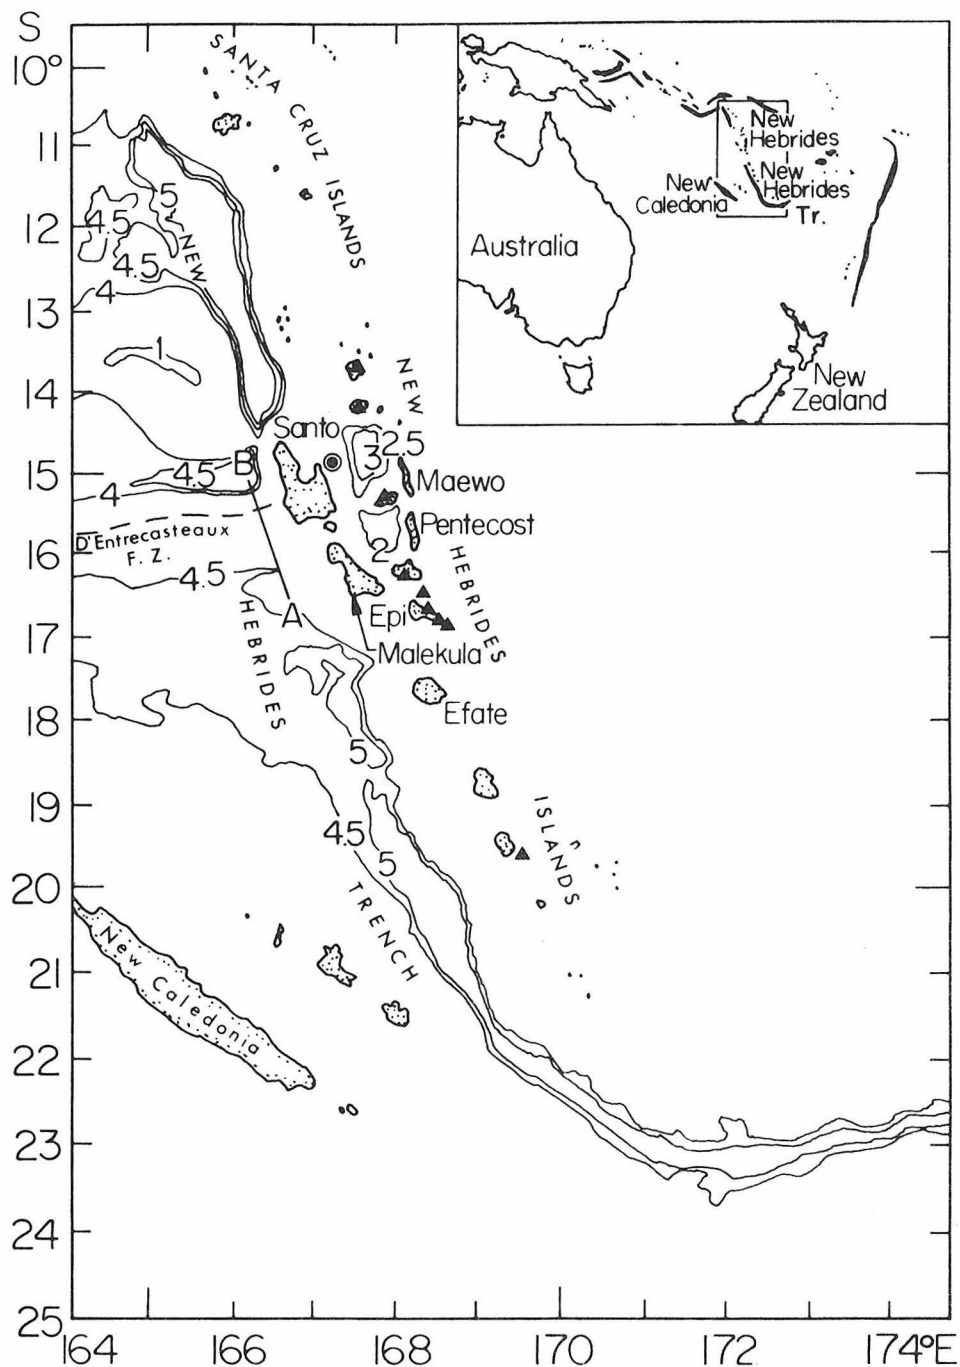 S
10°
11
12
13
14
15
16
17
18
19
20
21
22
23
24
25
164
166
168
170
172
174°E
SANTA CRUZ ISLANDS
NEW
HEBRIDES
TRENCH
NEW
HEBRIDES
ISLANDS
5
4.5
4.5
4
1
Santo
2.5
3
B
4.5
4
Maewo
Pentecost
D'Entrecasteaux
F. Z.
2
4.5
A
Epi
Malekula
Efate
5
4.5
5
New Caledonia
New
Hebrides
New
Hebrides
Tr.
New
Caledonia
Australia
New
Zealand